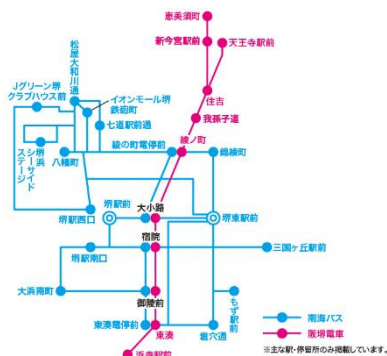 恵美須町
新今宮駅前
天王寺駅前
松屋大和川通
Jグリーン堺
クラブハウス前
イオンモール堺
鉄砲町
住吉
七道駅前通
我孫子道
堺浜
シーサイド
ステージ
八幡町
綾の町電停前
綾ノ町
錦綾町
堺駅西口
堺駅前
大小路
堺東駅前
宿院
堺駅南口
三国ヶ丘駅前
大浜南町
御陵前
もず駅前
東湊電停前
東湊
塩穴通
浜寺駅前
南海バス
阪堺電車
※主な駅・停留所のみ掲載しています。